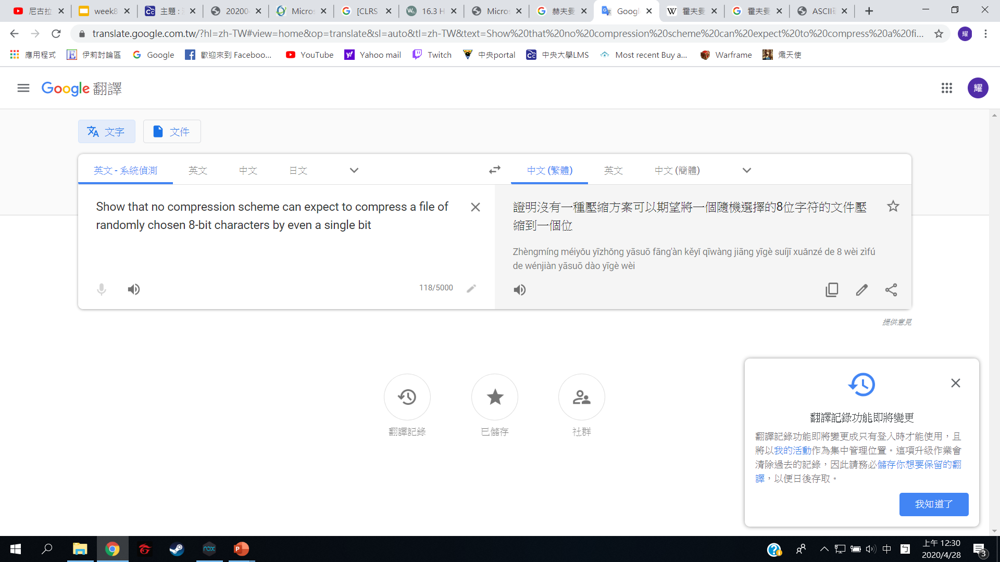 尼古拉
week8
主題：
20200
Micros
[CLRS
16.3 H
Micros
赫夫曼
Googl
霍夫曼
霍夫曼
ASCII
translate.google.com.tw/?hl=zh-TW#view=home&op=translate&sl=auto&tl=zh-TW&text=Show%20that%20no%20compression%20scheme%20can%20expect%20to%20compress%20a%20fi...
耀
應用程式
伊莉討論區
Google
歡迎來到 Faceboo...
YouTube
Yahoo mail
Twitch
中央portal
中央大學LMS
Most recent Buy a...
Warframe
熾天使
Google 翻譯
耀
文字
文件
英文 - 系統偵測
英文
中文
日文
中文 (繁體)
英文
中文 (簡體)
Show that no compression scheme can expect to compress a file of
randomly chosen 8-bit characters by even a single bit
118/5000
證明沒有一種壓縮方案可以期望將一個隨機選擇的8位字符的文件壓
縮到一個位
Zhèngmíng méiyǒu yīzhǒng yāsuō fāng'àn kěyǐ qīwàng jiāng yīgè suíjī xuǎnzé de 8 wèi zìfú
de wénjiàn yāsuō dào yīgè wèi
提供意見
翻譯記錄
已儲存
社群
翻譯記錄功能即將變更
翻譯記錄功能即將變更成只有登入時才能使用，且
將以我的活動作為集中管理位置。這項升級作業會
清除過去的記錄，因此請務必儲存你想要保留的翻
譯，以便日後存取。
我知道了
nox
P
中
ㄅ
上午 12:30
2020/4/28
3